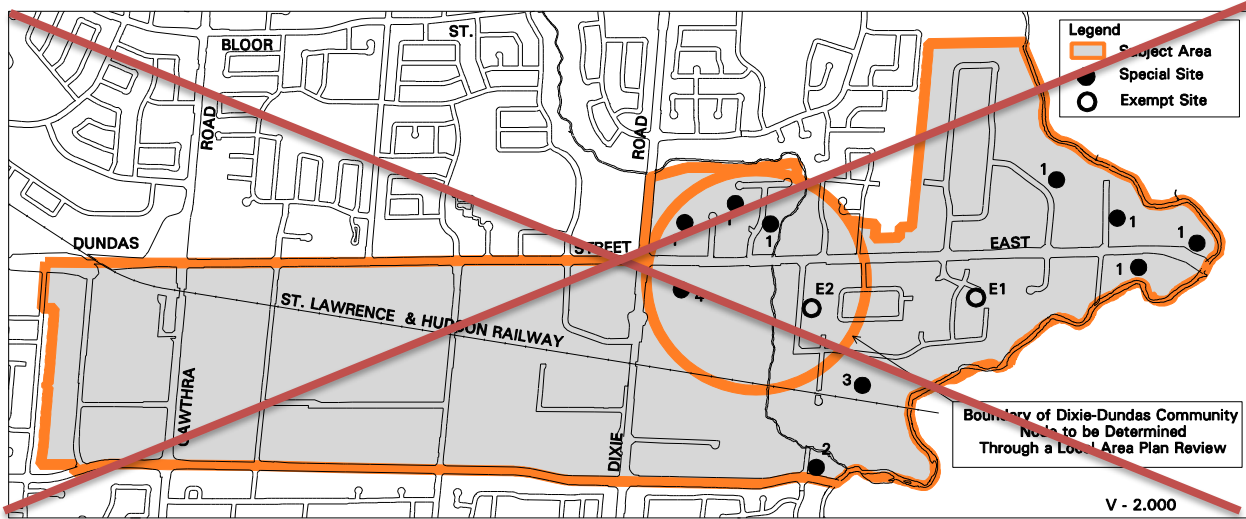 BLOOR
ST.
ROAD
ROAD
Legend
Subject Area
Special Site
Exempt Site
1
1
1
1
1
1
DUNDAS
STREET
EAST
4
E2
E1
ST. LAWRENCE & HUDSON RAILWAY
CAWTHRA
DIXIE
3
2
Boundary of Dixie-Dundas Community
Node to be Determined
Through a Local Area Plan Review
V - 2.000